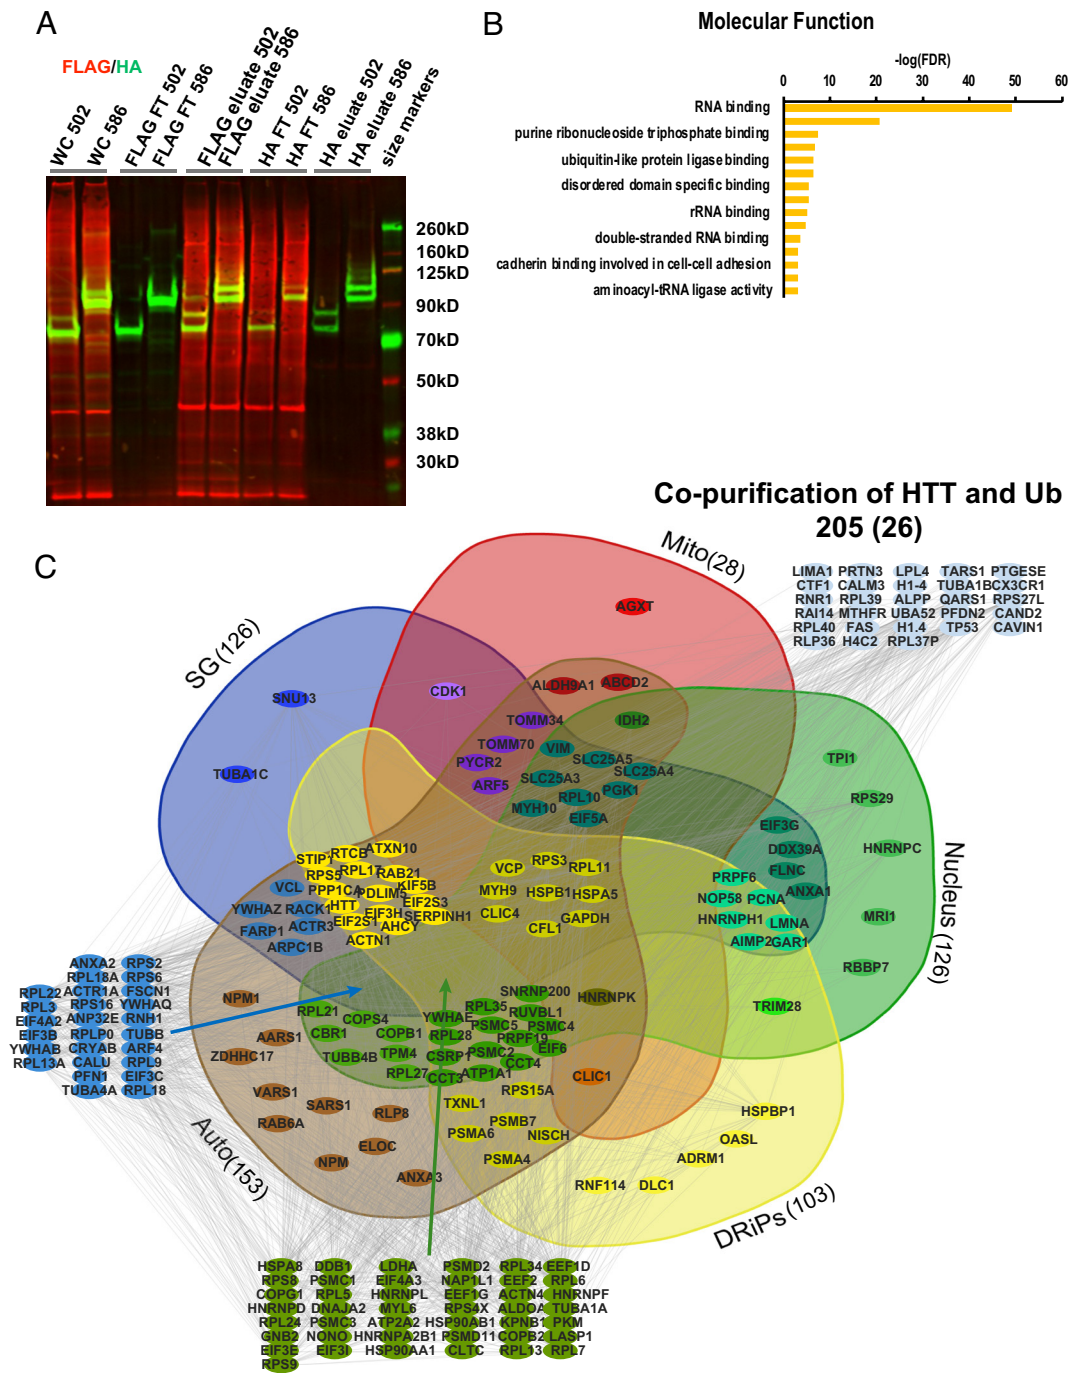 A
FLAG/HA
WC 502
WC 586
FLAG FT 502
FLAG FT 586
FLAG eluate 502
FLAG eluate 586
HA FT 502
HA FT 586
HA eluate 502
HA eluate 586
size markers
260kD
160kD
125kD
90kD
70kD
50kD
38kD
30kD
B
Molecular Function
-log(FDR)
0 10 20 30 40 50 60
RNA binding
purine ribonucleoside triphosphate binding
ubiquitin-like protein ligase binding
disordered domain specific binding
rRNA binding
double-stranded RNA binding
cadherin binding involved in cell-cell adhesion
aminoacyl-tRNA ligase activity
Co-purification of HTT and Ub
205 (26)
C
LIMA1 PRTN3 LPL4 TARS1 PTGESE
CTF1 CALM3 H1-4 TUBA1B CX3CR1
RNR1 RPL39 ALPP QARS1 RPS27L
RAI14 MTHFR UBA52 PFDN2 CAND2
RPL40 FAS H1.4 TP53 CAVIN1
RLP36 H4C2 RPL37P
Mito(28)
SG(126)
Nucleus (126)
Auto(153)
DRiPs (103)
AGXT
SNU13
TUBA1C
CDK1
ALDH9A1 ABCD2
TOMM34 IDH2
TOMM70 VIM
PYCR2 SLC25A5
SLC25A4
ARF5 SLC25A3
RPL10 PGK1
MYH10 EIF5A
TPI1
RPS29
HNRNPC
MRI1
RBBP7
TRIM28
EIF3G
DDX39A
FLNC
ANXA1
PRPF6
NOP58 PCNA
HNRNPH1 LMNA
AIMP2 GAR1
ATXN10
RTCB
STIP1
RPL17 RAB21
RPS5
KIF5B
PPP1CA PDLIM5
HTT EIF2S3
EIF3H SERPINH1
EIF2S1 AHCY
ACTN1
VCL
YWHAZ RACK1
FARP1 ACTR3
ARPC1B
VCP RPS3 RPL11
MYH9 HSPB1 HSPA5
CLIC4 GAPDH
CFL1
ANXA2 RPS2
RPL18A RPS6
RPL22 ACTR1A FSCN1
RPL3 RPS16 YWHAQ
EIF4A2 ANP32E RNH1
EIF3B RPLP0 TUBB
YWHAB CRYAB ARF4
RPL13A CALU RPL9
PFN1 EIF3C
TUBA4A RPL18
NPM1
AARS1
ZDHHC17
VARS1
SARS1
RAB6A
RLP8
ELOC
NPM
ANXA3
RPL21
COPS4
CBR1 COPB1
TUBB4B TPM4
RPL27
SNRNP200
HNRNPK
RPL35 RUVBL1
YWHAE
PSMC5 PSMC4
RPL28 PRPF19
CSRP1 PSMC2 EIF6
CCT4
CCT3 ATP1A1
CLIC1
RPS15A
TXNL1
PSMB7
PSMA6 NISCH
PSMA4
HSPBP1
OASL
ADRM1
RNF114 DLC1
HSPA8 DDB1 LDHA PSMD2 RPL34 EEF1D
RPS8 PSMC1 EIF4A3 NAP1L1 EEF2 RPL6
COPG1 RPL5 HNRNPL EEF1G ACTN4 HNRNPF
HNRNPD DNAJA2 MYL6 RPS4X ALDOA TUBA1A
RPL24 PSMC3 ATP2A2 HSP90AB1 KPNB1 PKM
GNB2 NONO HNRNPA2B1 PSMD11 COPB2 LASP1
EIF3E EIF3I HSP90AA1 CLTC RPL13 RPL7
RPS9